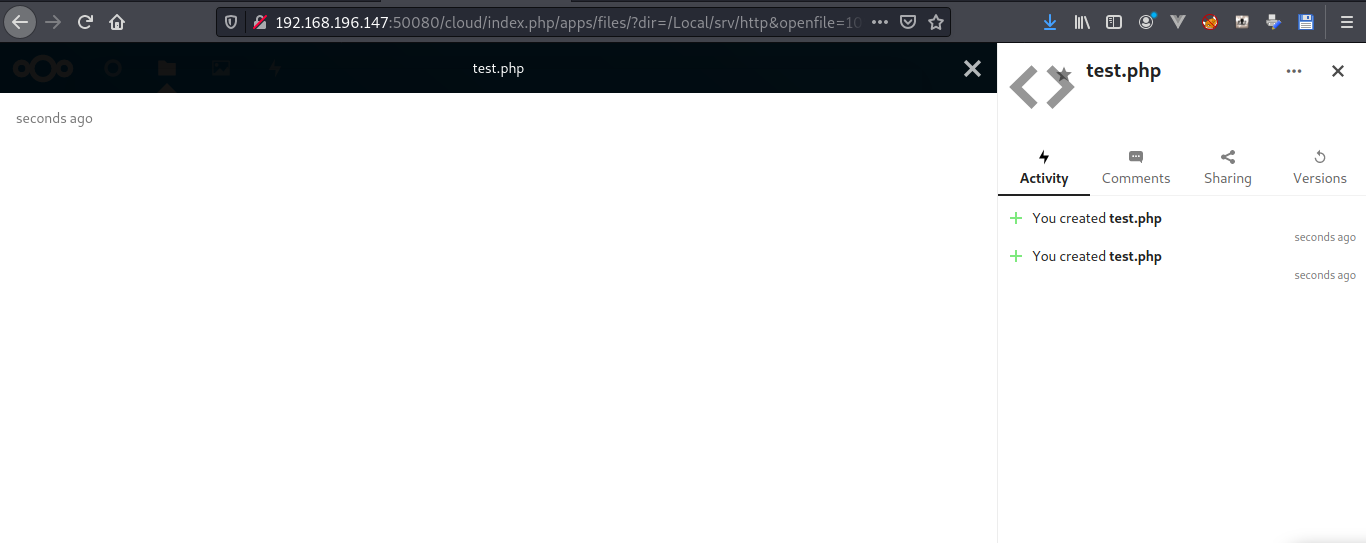 192.168.196.147:50080/cloud/index.php/apps/files/?dir=/Local/srv/http&openfile=10
test.php
seconds ago
test.php
Activity
Comments
Sharing
Versions
You created test.php
seconds ago
You created test.php
seconds ago